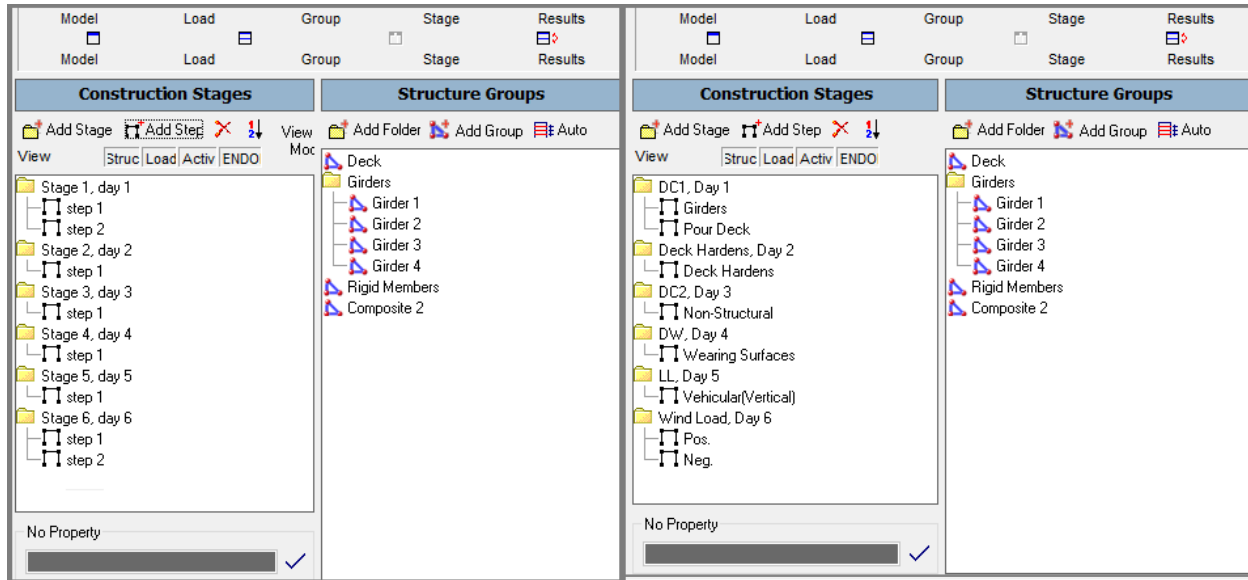 Model Load Group Stage Results
Model Load Group Stage Results
Construction Stages
Structure Groups
Add Stage Add Step 1 2 View Moc
View Struc Load Activ ENDO
Add Folder Add Group Auto
Stage 1, day 1
step 1
step 2
Stage 2, day 2
step 1
Stage 3, day 3
step 1
Stage 4, day 4
step 1
Stage 5, day 5
step 1
Stage 6, day 6
step 1
step 2
Deck
Girders
Girder 1
Girder 2
Girder 3
Girder 4
Rigid Members
Composite 2
No Property
Model Load Group Stage Results
Model Load Group Stage Results
Construction Stages
Structure Groups
Add Stage Add Step 1 2
View Struc Load Activ ENDO
Add Folder Add Group Auto
DC1, Day 1
Girders
Pour Deck
Deck Hardens, Day 2
Deck Hardens
DC2, Day 3
Non-Structural
DW, Day 4
Wearing Surfaces
LL, Day 5
Vehicular(Vertical)
Wind Load, Day 6
Pos.
Neg.
Deck
Girders
Girder 1
Girder 2
Girder 3
Girder 4
Rigid Members
Composite 2
No Property